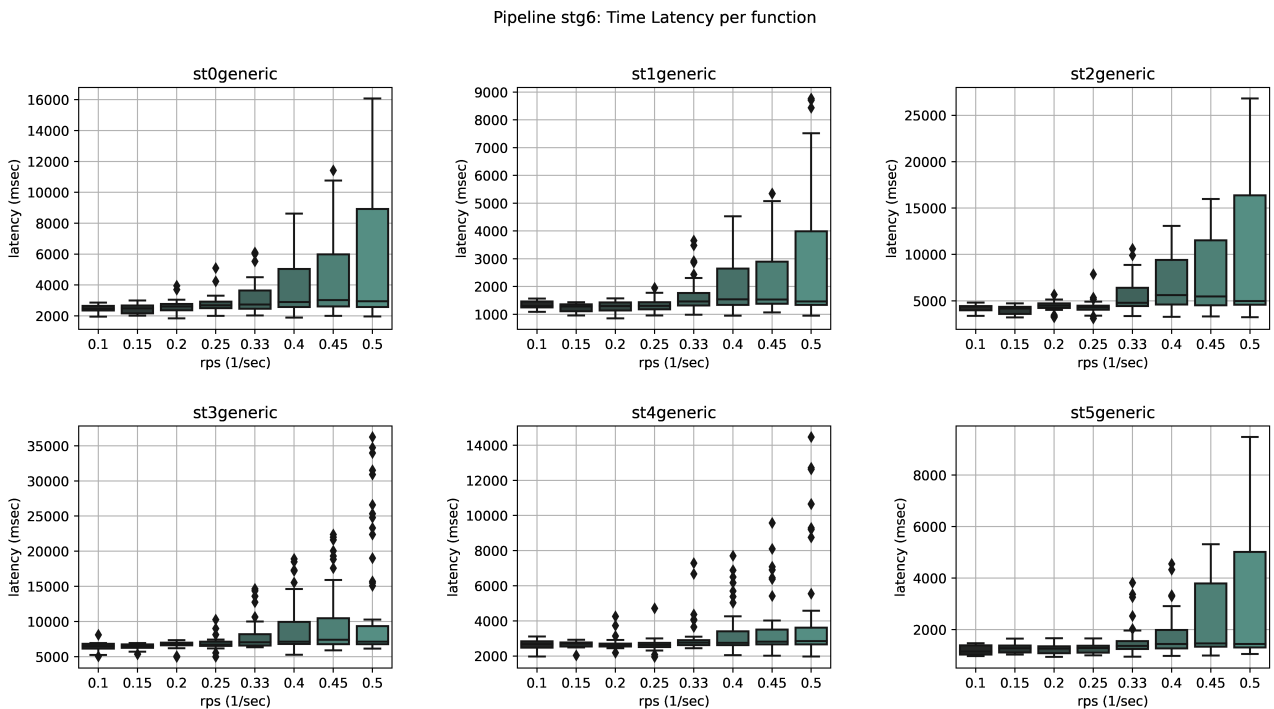 Pipeline stg6: Time Latency per function
st0generic
latency (msec)
16000
14000
12000
10000
8000
6000
4000
2000
0.1 0.15 0.2 0.25 0.33 0.4 0.45 0.5
rps (1/sec)
st1generic
latency (msec)
9000
8000
7000
6000
5000
4000
3000
2000
1000
0.1 0.15 0.2 0.25 0.33 0.4 0.45 0.5
rps (1/sec)
st2generic
latency (msec)
25000
20000
15000
10000
5000
0.1 0.15 0.2 0.25 0.33 0.4 0.45 0.5
rps (1/sec)
st3generic
latency (msec)
35000
30000
25000
20000
15000
10000
5000
0.1 0.15 0.2 0.25 0.33 0.4 0.45 0.5
rps (1/sec)
st4generic
latency (msec)
14000
12000
10000
8000
6000
4000
2000
0.1 0.15 0.2 0.25 0.33 0.4 0.45 0.5
rps (1/sec)
st5generic
latency (msec)
8000
6000
4000
2000
0.1 0.15 0.2 0.25 0.33 0.4 0.45 0.5
rps (1/sec)